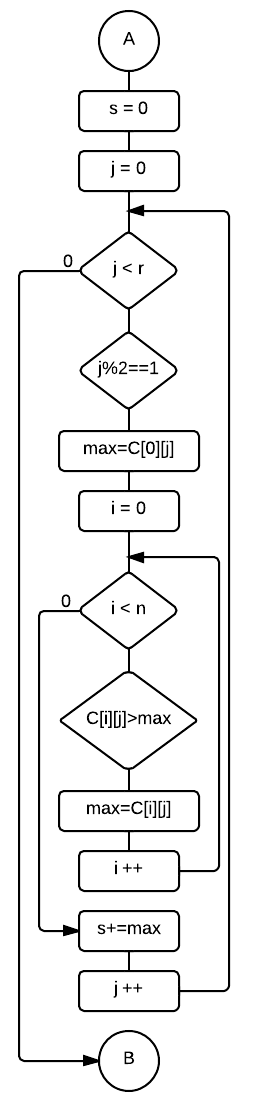 A
s = 0
j = 0
0
j < r
j%2==1
max=C[0][j]
i = 0
0
i < n
C[i][j]>max
max=C[i][j]
i ++
s+=max
j ++
B